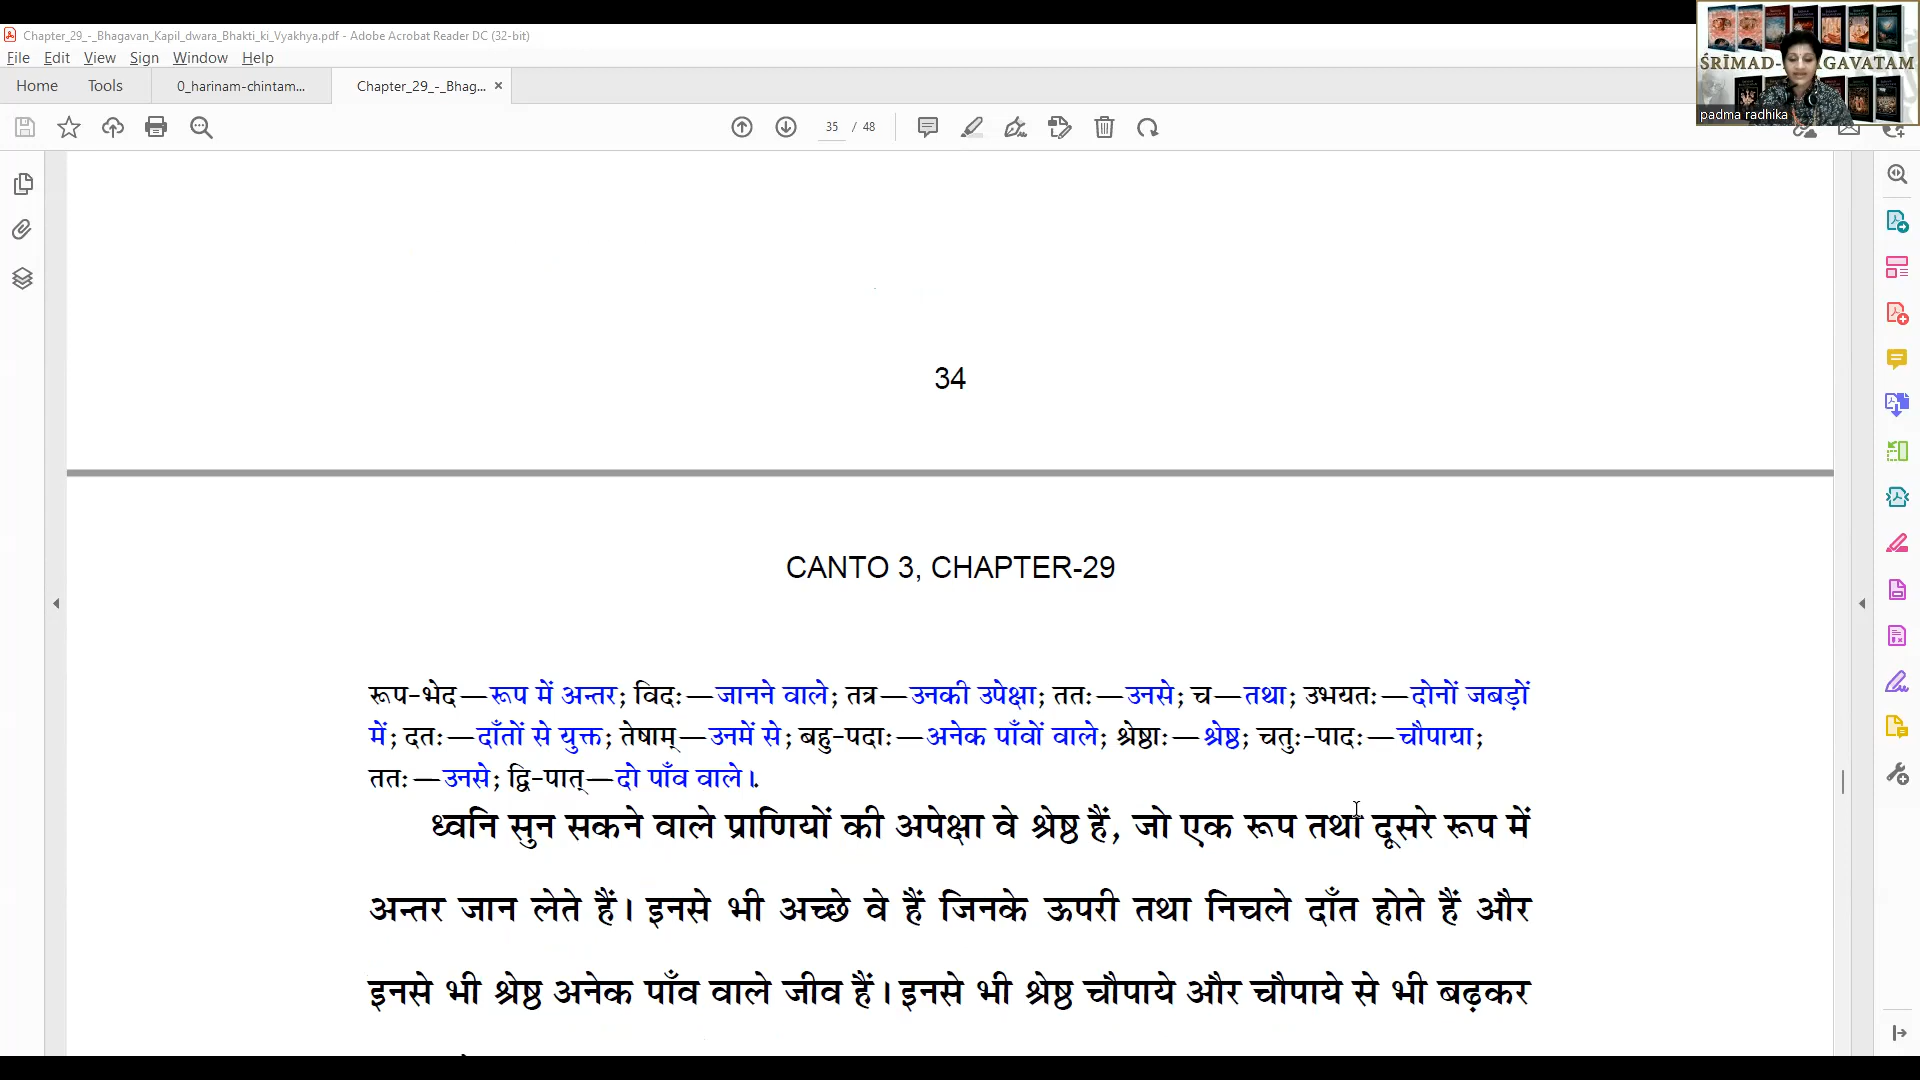 Chapter_29_-_Bhagavan_Kapil_dwara_Bhakti_ki_Vyakhya.pdf - Adobe Acrobat Reader DC (32-bit)
File Edit View Sign Window Help
Home Tools 0_harinam-chintam... Chapter_29_-_Bhag... ×
ŚRĪMAD- GAVATAM
padma radhika
35 / 48
34
CANTO 3, CHAPTER-29
रूप-भेद—रूप में अन्तर; विदः—जानने वाले; तत्र—उनकी उपेक्षा; ततः—उनसे; च—तथा; उभयतः—दोनों जबड़ों
में; दतः—दाँतों से युक्त; तेषाम्—उनमें से; बहु-पदाः—अनेक पाँवों वाले; श्रेष्ठाः—श्रेष्ठ; चतुः-पादः—चौपाया;
ततः—उनसे; द्वि-पात्—दो पाँव वाले।.
ध्वनि सुन सकने वाले प्राणियों की अपेक्षा वे श्रेष्ठ हैं, जो एक रूप तथा दूसरे रूप में
अन्तर जान लेते हैं। इनसे भी अच्छे वे हैं जिनके ऊपरी तथा निचले दाँत होते हैं और
इनसे भी श्रेष्ठ अनेक पाँव वाले जीव हैं। इनसे भी श्रेष्ठ चौपाये और चौपाये से भी बढ़कर